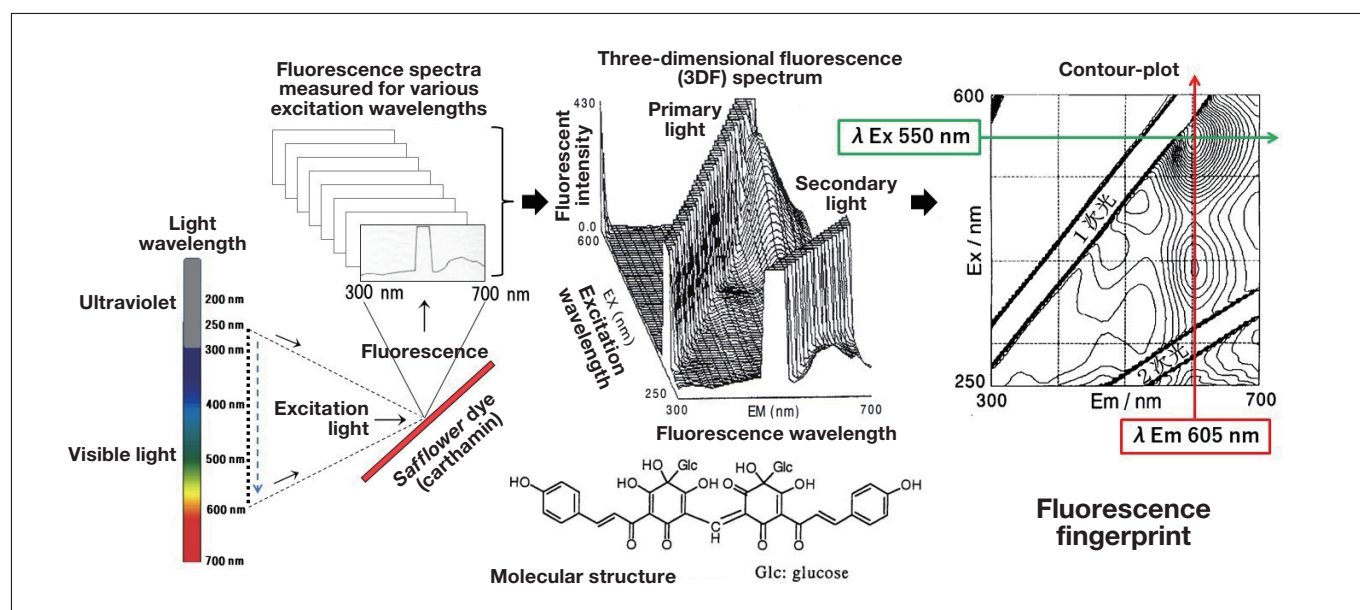 Fluorescence spectra
measured for various
excitation wavelengths
300 nm
700 nm
Light
wavelength
Ultraviolet
Visible light
200 nm
250 nm
300 nm
400 nm
500 nm
600 nm
700 nm
Fluorescence
Excitation
light
Safflower dye
(carthamin)
Three-dimensional fluorescence
(3DF) spectrum
Primary
light
Secondary
light
Fluorescent
intensity
430
0.0
600
EX (nm)
Excitation
wavelength
250
300
EM (nm)
700
Fluorescence wavelength
HO
HO
Glc
OH
O
O
O
HO
Glc
OH
OH
C
H
O
O
Molecular structure
Glc: glucose
Contour-plot
600
λ Ex 550 nm
Ex / nm
1次光
2次光
250
300
Em / nm
700
λ Em 605 nm
Fluorescence
fingerprint